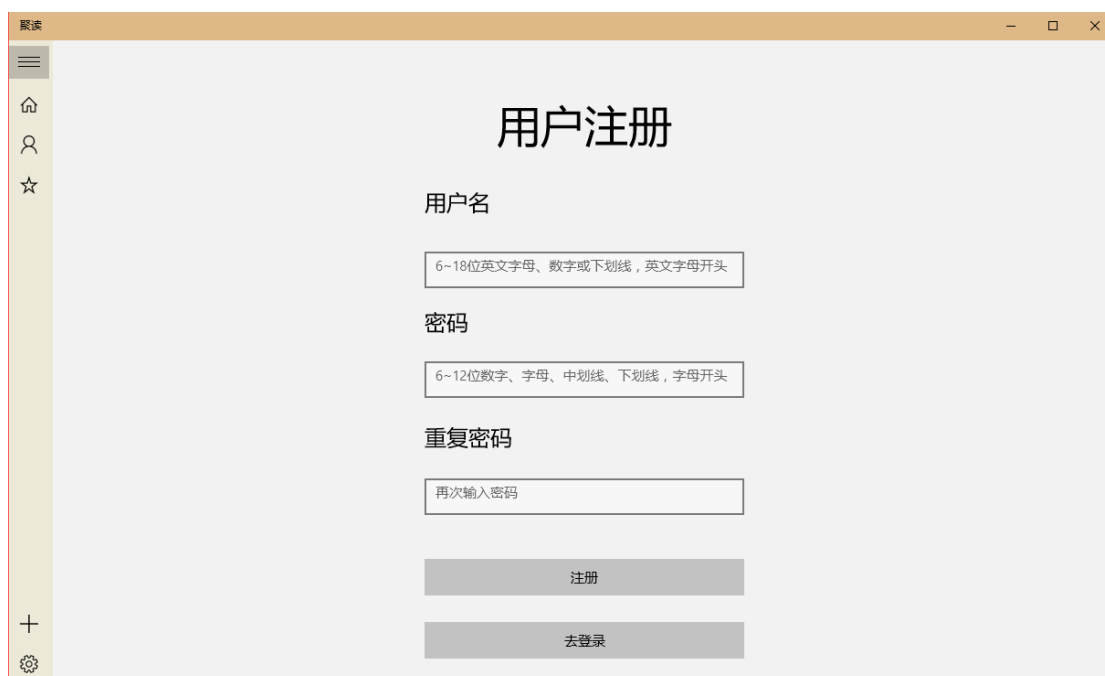 聚读
用户注册
用户名
6~18位英文字母、数字或下划线，英文字母开头
密码
6~12位数字、字母、中划线、下划线，字母开头
重复密码
再次输入密码
注册
去登录